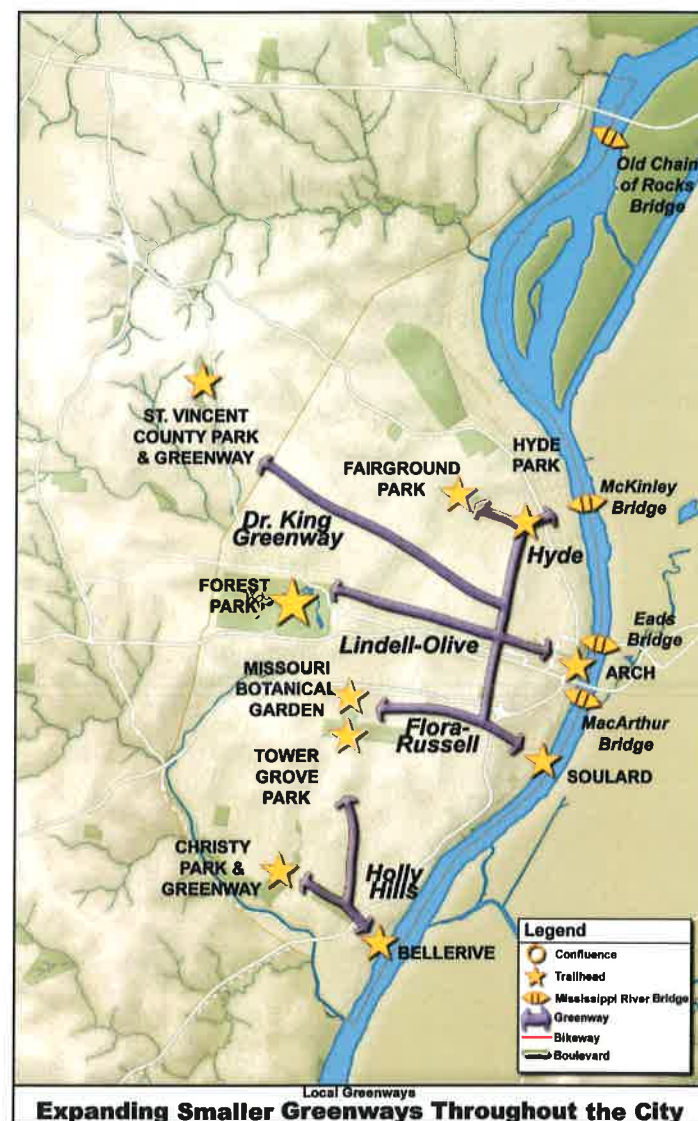 Old Chain
of Rocks
Bridge
ST. VINCENT
COUNTY PARK
& GREENWAY
HYDE
PARK
FAIRGROUND
PARK
McKinley
Bridge
Dr. King
Greenway
Hyde
FOREST
PARK
Eads
Bridge
Lindell-Olive
ARCH
MISSOURI
BOTANICAL
GARDEN
MacArthur
Bridge
Flora-
Russell
TOWER
GROVE
PARK
SOULARD
CHRISTY
PARK &
GREENWAY
Holly
Hills
BELLERIVE
Legend
Confluence
Trailhead
Mississippi River Bridge
Greenway
Bikeway
Boulevard
Local Greenways
Expanding Smaller Greenways Throughout the City